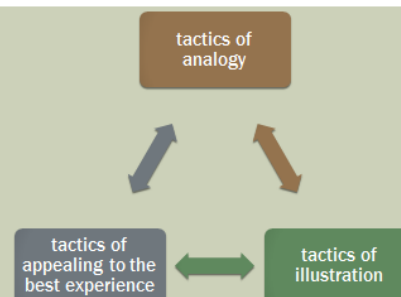 tactics of
analogy
tactics of
appealing to the
best experience
tactics of
illustration